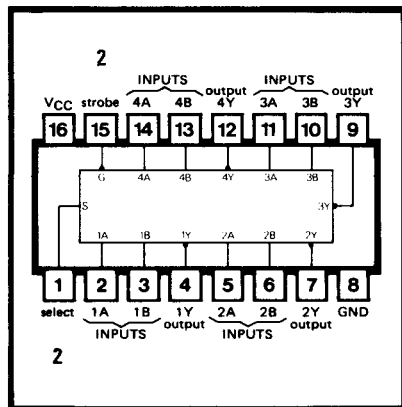 2
INPUTS INPUTS
output output
VCC strobe 4A 4B 4Y 3A 3B 3Y
16 15 14 13 12 11 10 9
G 4A 4B 4Y 3A 3B
S 3Y
1A 1B 1Y 2A 2B 2Y
1 2 3 4 5 6 7 8
select 1A 1B 1Y 2A 2B 2Y GND
output output
INPUTS INPUTS
2